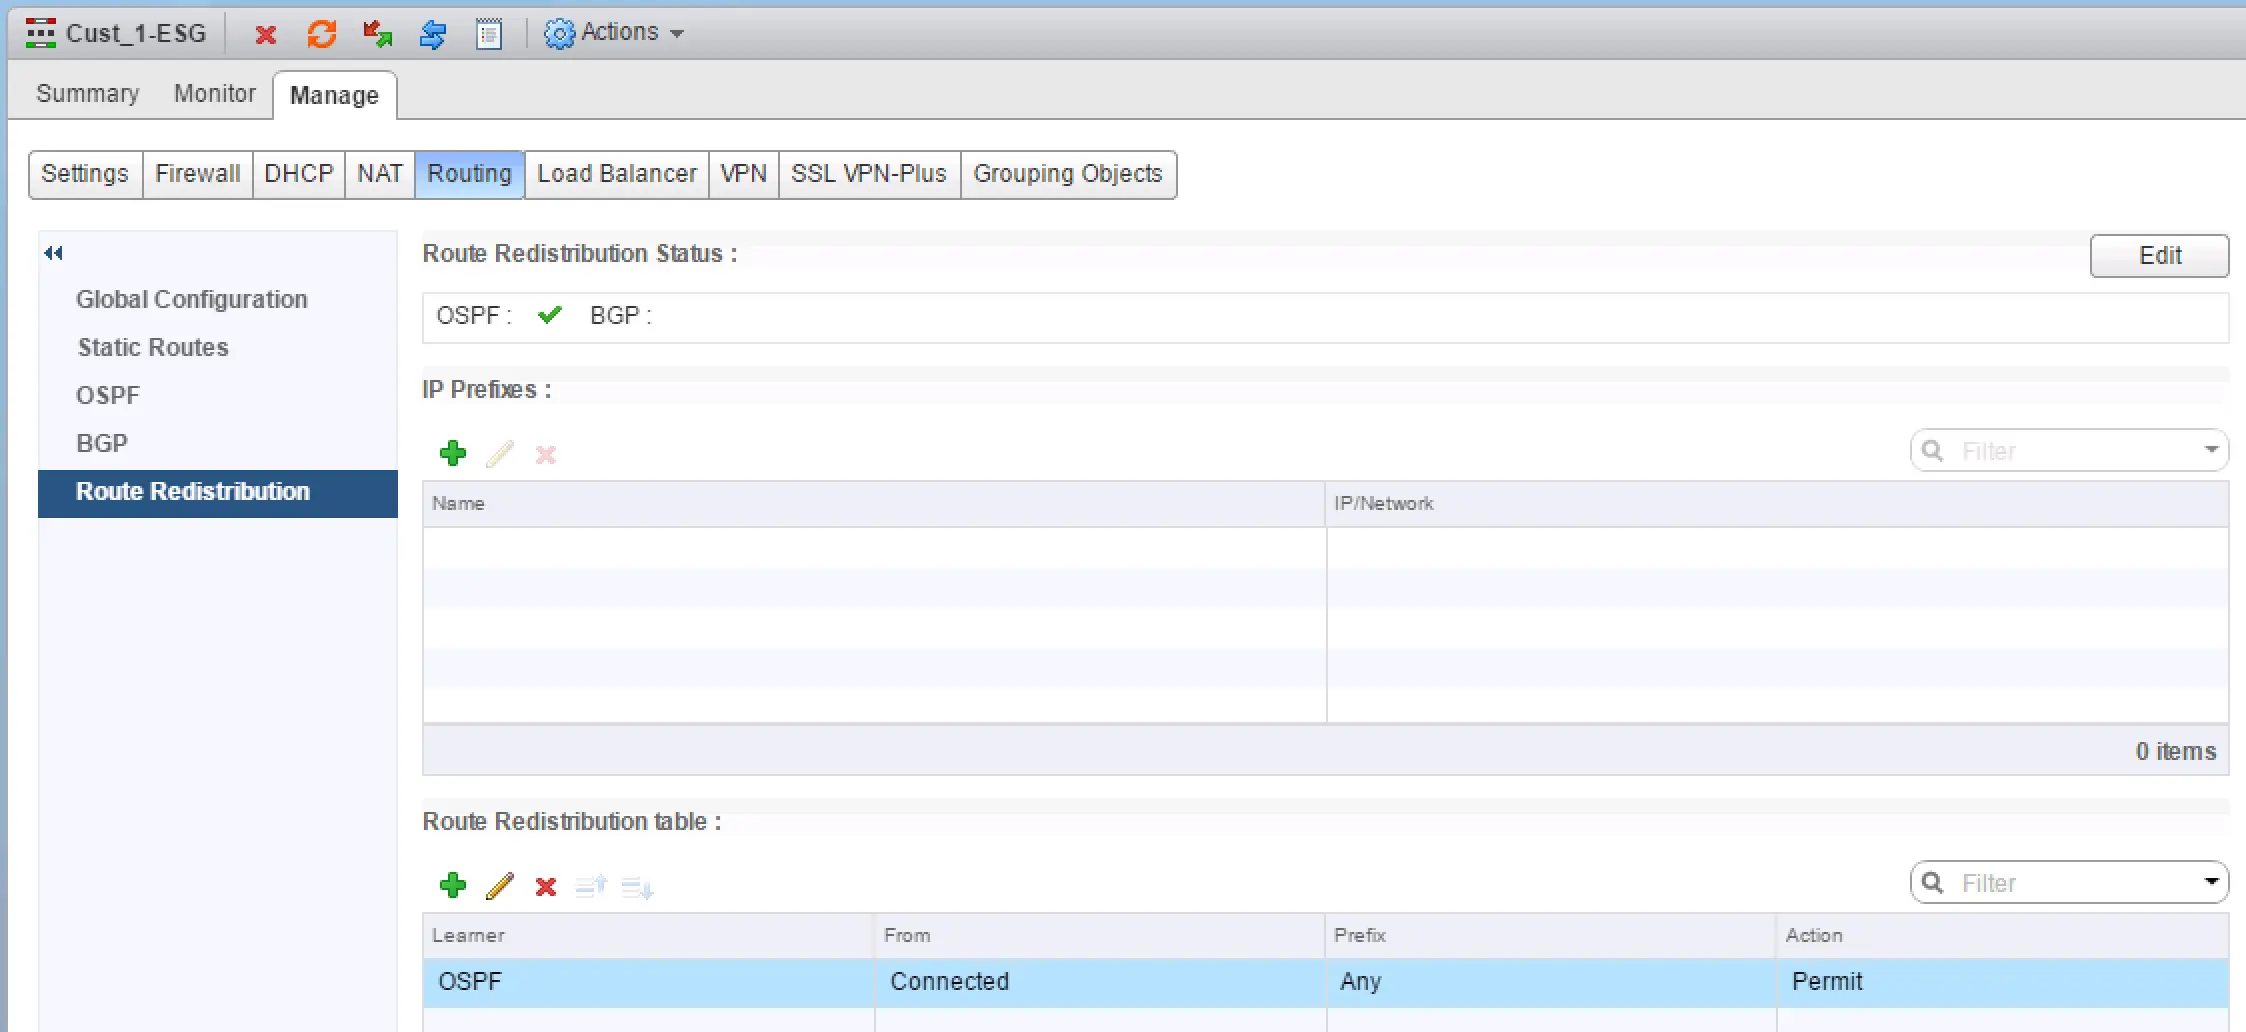 Cust_1-ESG Actions
Summary Monitor Manage
Settings Firewall DHCP NAT Routing Load Balancer VPN SSL VPN-Plus Grouping Objects
Global Configuration
Static Routes
OSPF
BGP
Route Redistribution
Route Redistribution Status :
Edit
OSPF : BGP :
IP Prefixes :
Filter
Name IP/Network
0 items
Route Redistribution table :
Filter
Learner From Prefix Action
OSPF Connected Any Permit